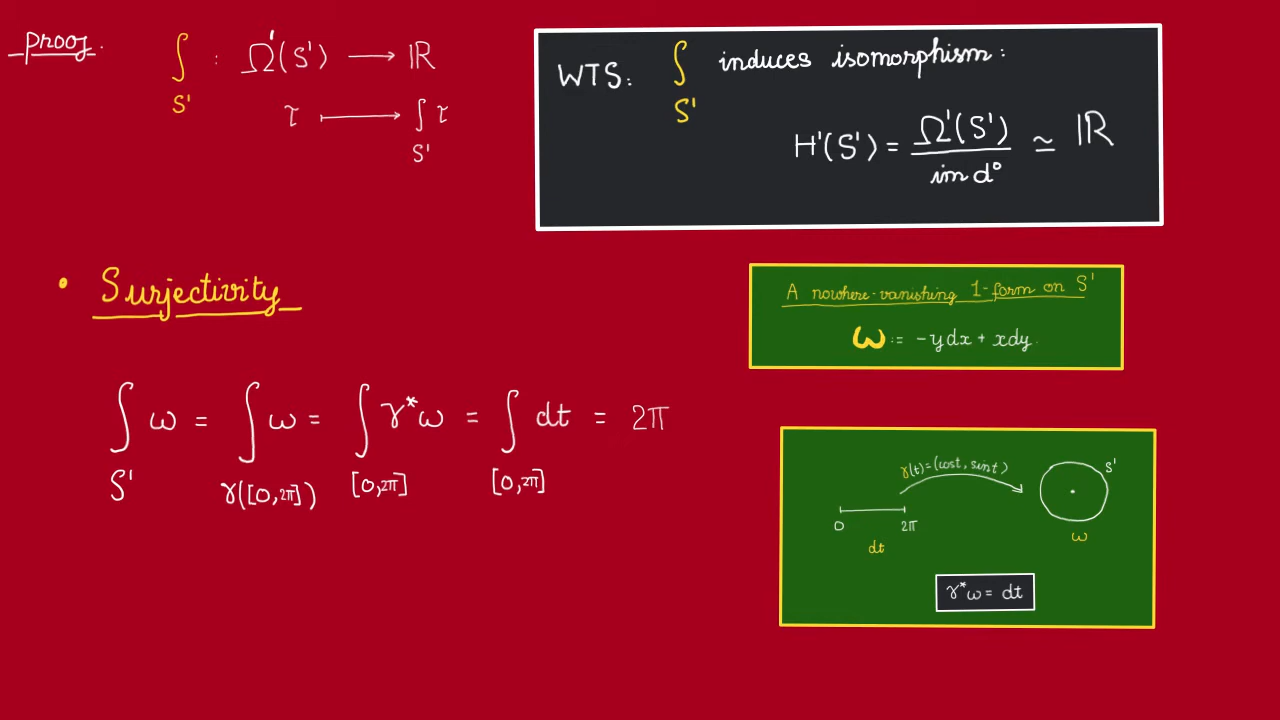 proof.
∫_{S¹} : Ω¹(S¹) ⟶ ℝ
τ ⟼ ∫_{S¹} τ
WTS: ∫_{S¹} induces isomorphism:
H¹(S¹) = Ω¹(S¹) / im d⁰ ≃ ℝ
• Surjectivity
A nowhere-vanishing 1-form on S¹
ω := -ydx + xdy.
∫_{S¹} ω = ∫_{γ([0,2π])} ω = ∫_{[0,2π]} γ*ω = ∫_{[0,2π]} dt = 2π
γ(t)=(cost, sint)
S¹
0 2π
dt
ω
γ*ω = dt